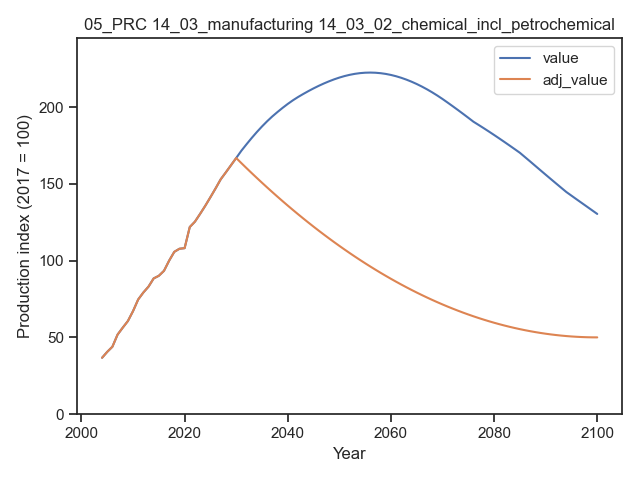 05_PRC 14_03_manufacturing 14_03_02_chemical_incl_petrochemical
value
adj_value
Production index (2017 = 100)
200
150
100
50
0
2000 2020 2040 2060 2080 2100
Year